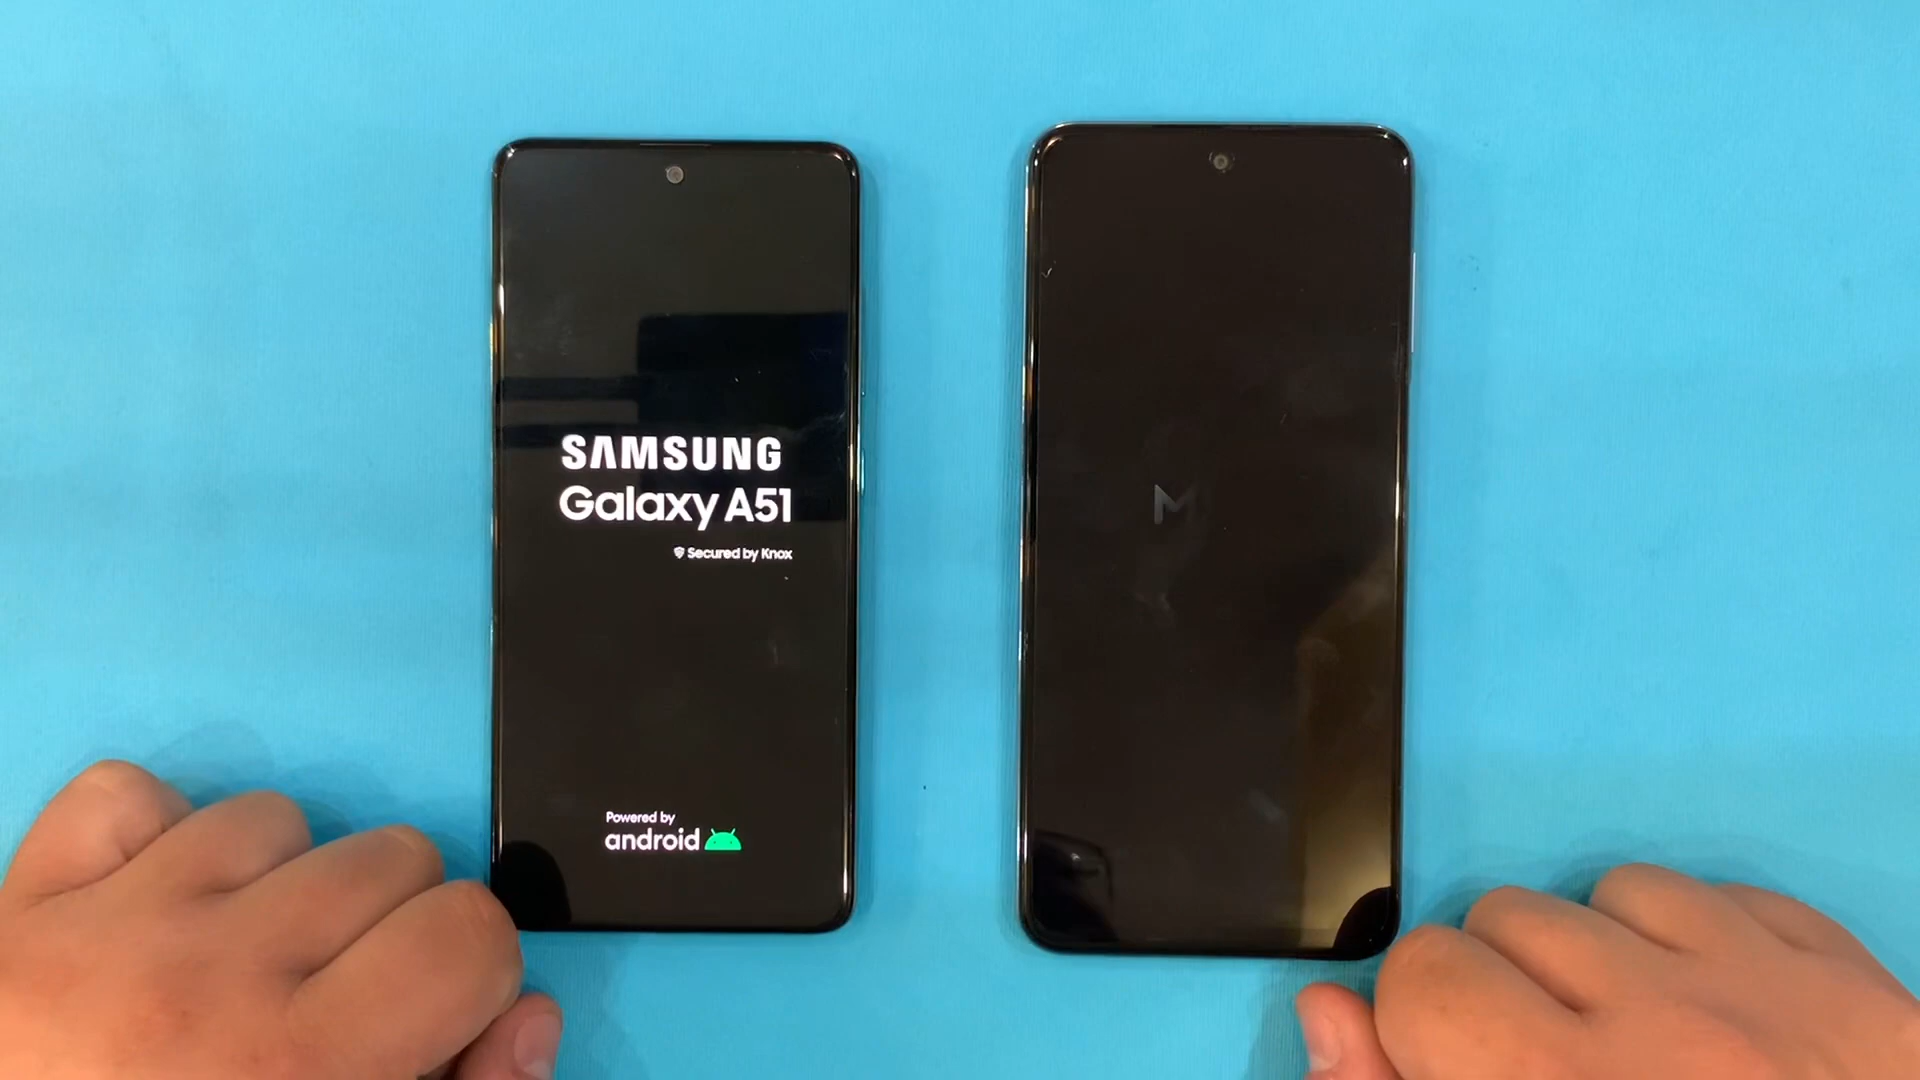 SAMSUNG
Galaxy A51
Secured by Knox
Powered by
android
M